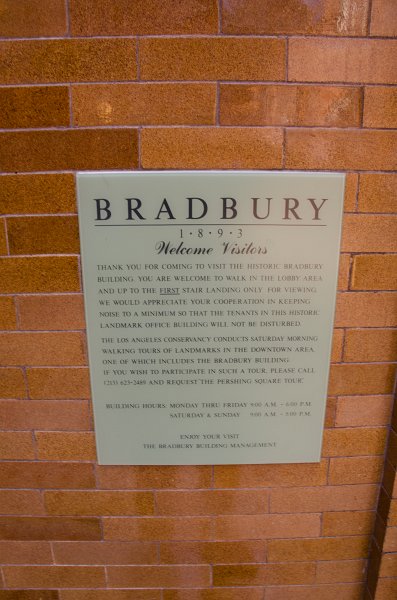 BRADBURY
1·8·9·3
Welcome Visitors
THANK YOU FOR COMING TO VISIT THE HISTORIC BRADBURY
BUILDING. YOU ARE WELCOME TO WALK IN THE LOBBY AREA
AND UP TO THE FIRST STAIR LANDING ONLY FOR VIEWING.
WE WOULD APPRECIATE YOUR COOPERATION IN KEEPING
NOISE TO A MINIMUM SO THAT THE TENANTS IN THIS HISTORIC
LANDMARK OFFICE BUILDING WILL NOT BE DISTURBED.
THE LOS ANGELES CONSERVANCY CONDUCTS SATURDAY MORNING
WALKING TOURS OF LANDMARKS IN THE DOWNTOWN AREA,
ONE OF WHICH INCLUDES THE BRADBURY BUILDING.
IF YOU WISH TO PARTICIPATE IN SUCH A TOUR, PLEASE CALL
(213) 623-2489 AND REQUEST THE PERSHING SQUARE TOUR.
BUILDING HOURS: MONDAY THRU FRIDAY 9:00 A.M. - 6:00 P.M.
SATURDAY & SUNDAY 9:00 A.M. - 5:00 P.M.
ENJOY YOUR VISIT
THE BRADBURY BUILDING MANAGEMENT